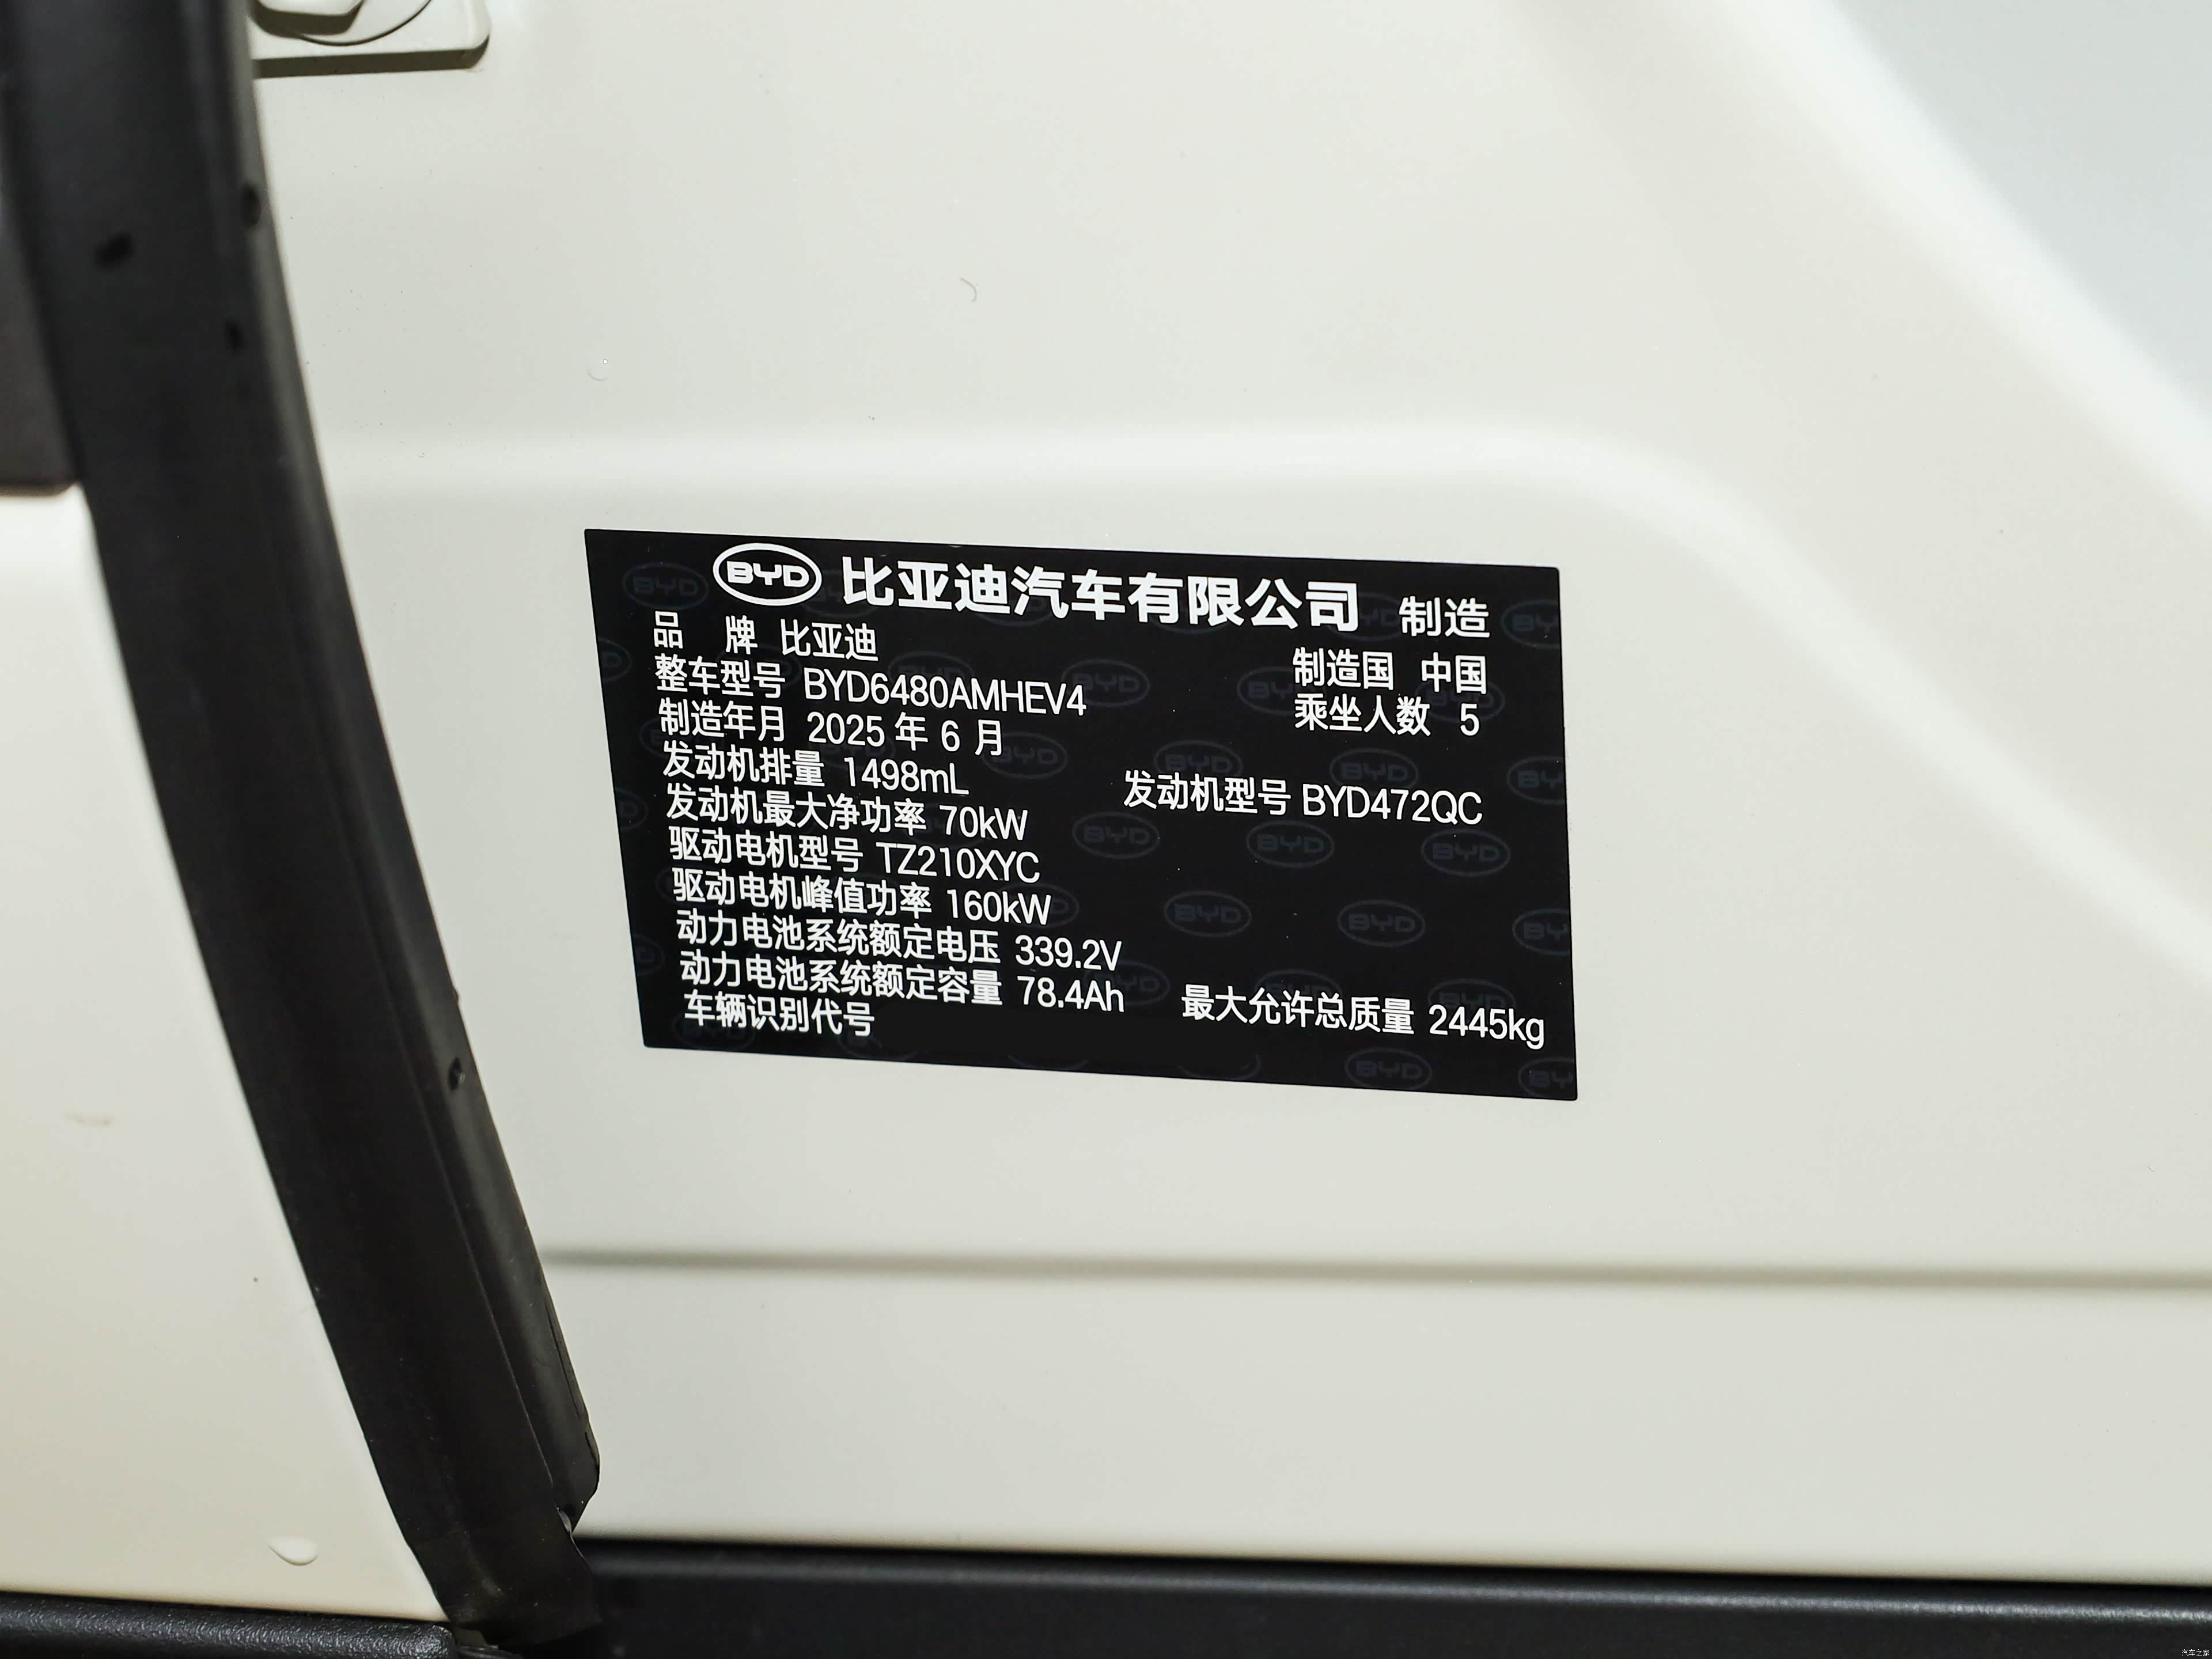 BYD 比亚迪汽车有限公司 制造
品 牌 比亚迪
制造国 中国
整车型号 BYD6480AMHEV4
乘坐人数 5
制造年月 2025 年 6 月
发动机排量 1498mL
发动机型号 BYD472QC
发动机最大净功率 70kW
驱动电机型号 TZ210XYC
驱动电机峰值功率 160kW
动力电池系统额定电压 339.2V
动力电池系统额定容量 78.4Ah
最大允许总质量 2445kg
车辆识别代号
汽车之家